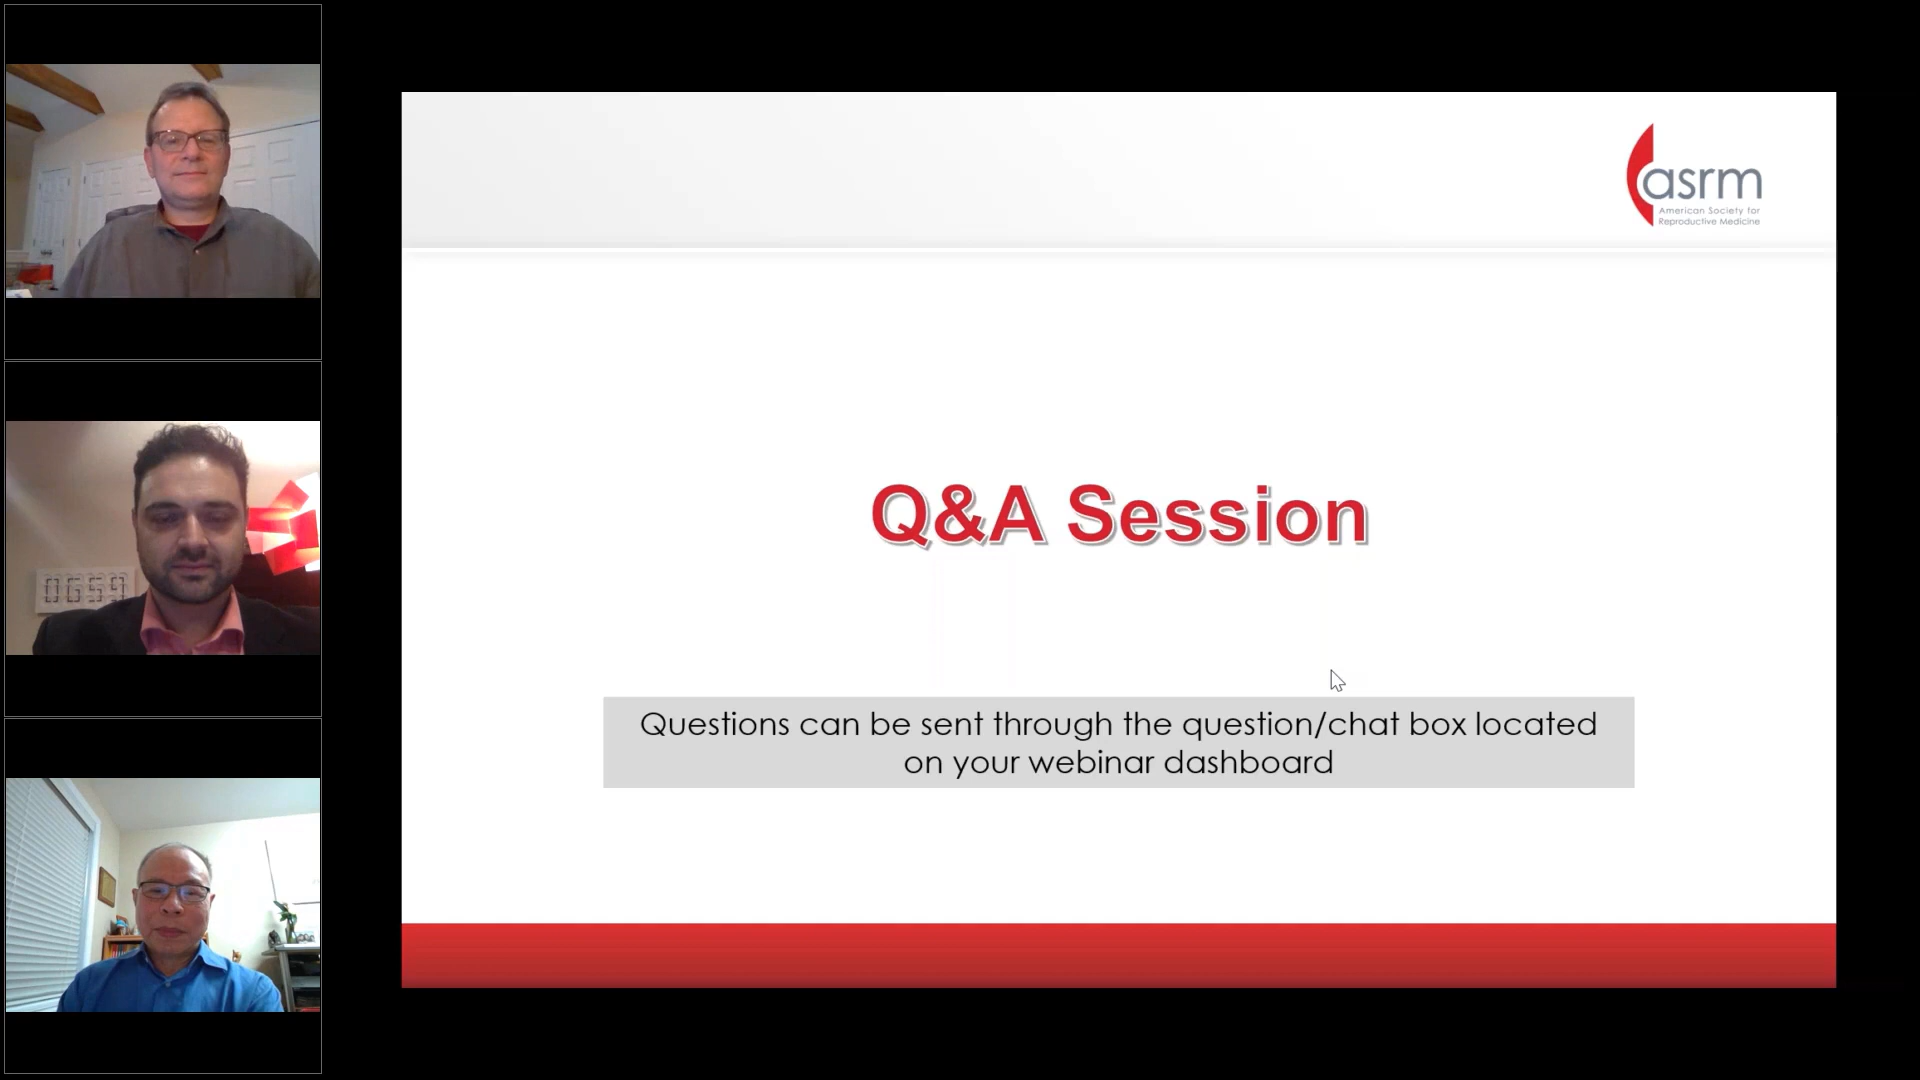 asrm
American Society for
Reproductive Medicine
Q&A Session
Questions can be sent through the question/chat box located
on your webinar dashboard